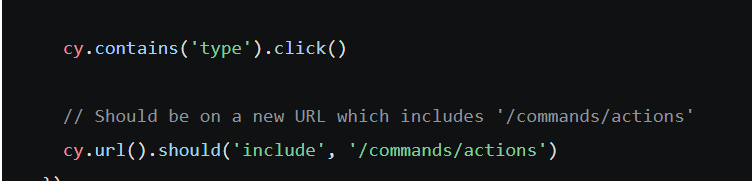 cy.contains('type').click()
// Should be on a new URL which includes '/commands/actions'
cy.url().should('include', '/commands/actions')
})